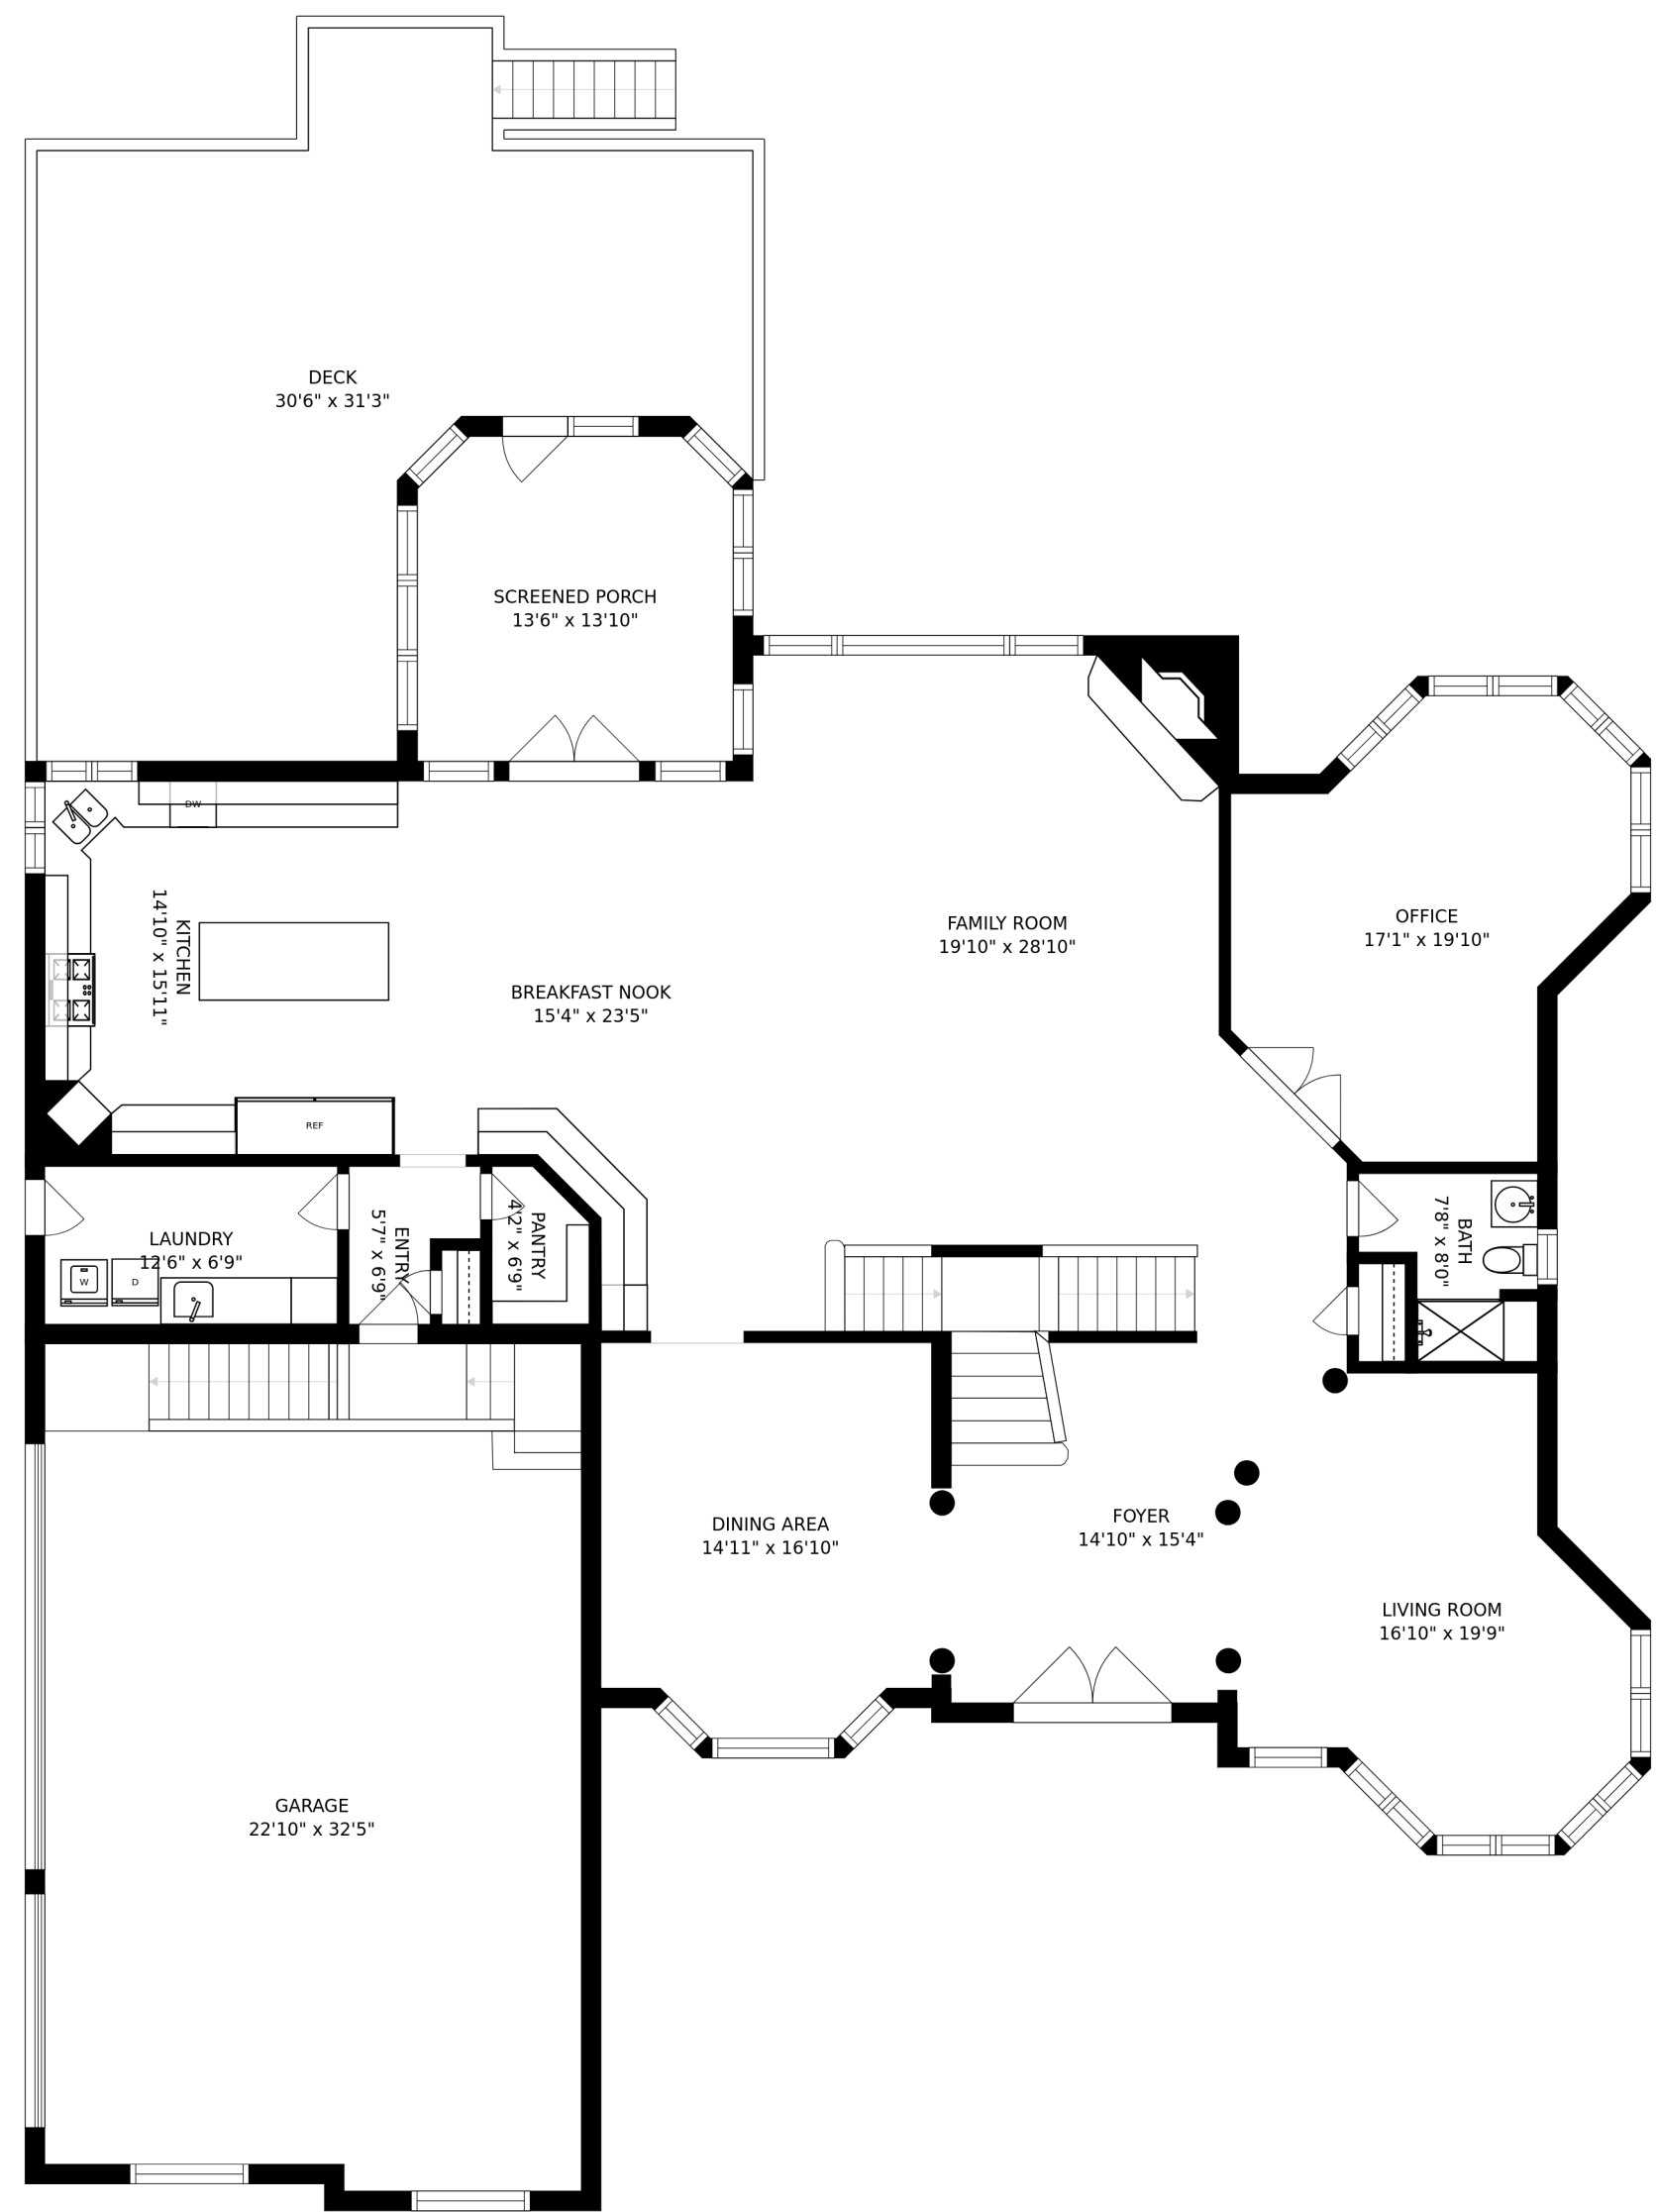 DECK
30'6" x 31'3"
SCREENED PORCH
13'6" x 13'10"
DW
KITCHEN
14'10" x 15'11"
BREAKFAST NOOK
15'4" x 23'5"
FAMILY ROOM
19'10" x 28'10"
OFFICE
17'1" x 19'10"
REF
LAUNDRY
12'6" x 6'9"
W
D
ENTRY
5'7" x 6'9"
PANTRY
4'2" x 6'9"
BATH
7'8" x 8'0"
DINING AREA
14'11" x 16'10"
FOYER
14'10" x 15'4"
LIVING ROOM
16'10" x 19'9"
GARAGE
22'10" x 32'5"